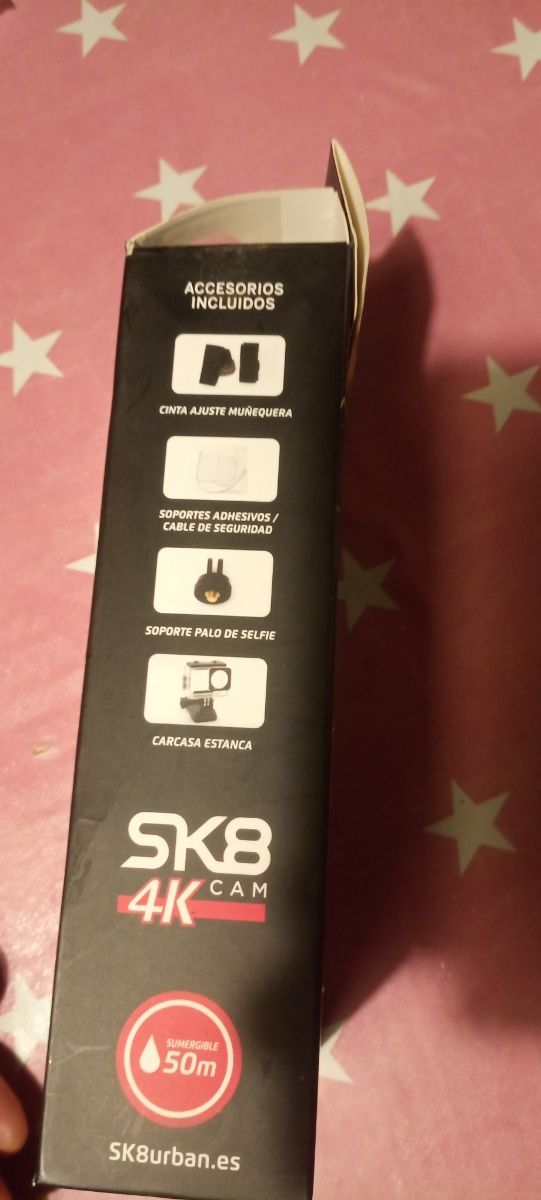 ACCESORIOS
INCLUIDOS
CINTA AJUSTE MUÑEQUERA
SOPORTES ADHESIVOS /
CABLE DE SEGURIDAD
SOPORTE PALO DE SELFIE
CARCASA ESTANCA
SK8
4K CAM
SUMERGIBLE
50m
SK8urban.es